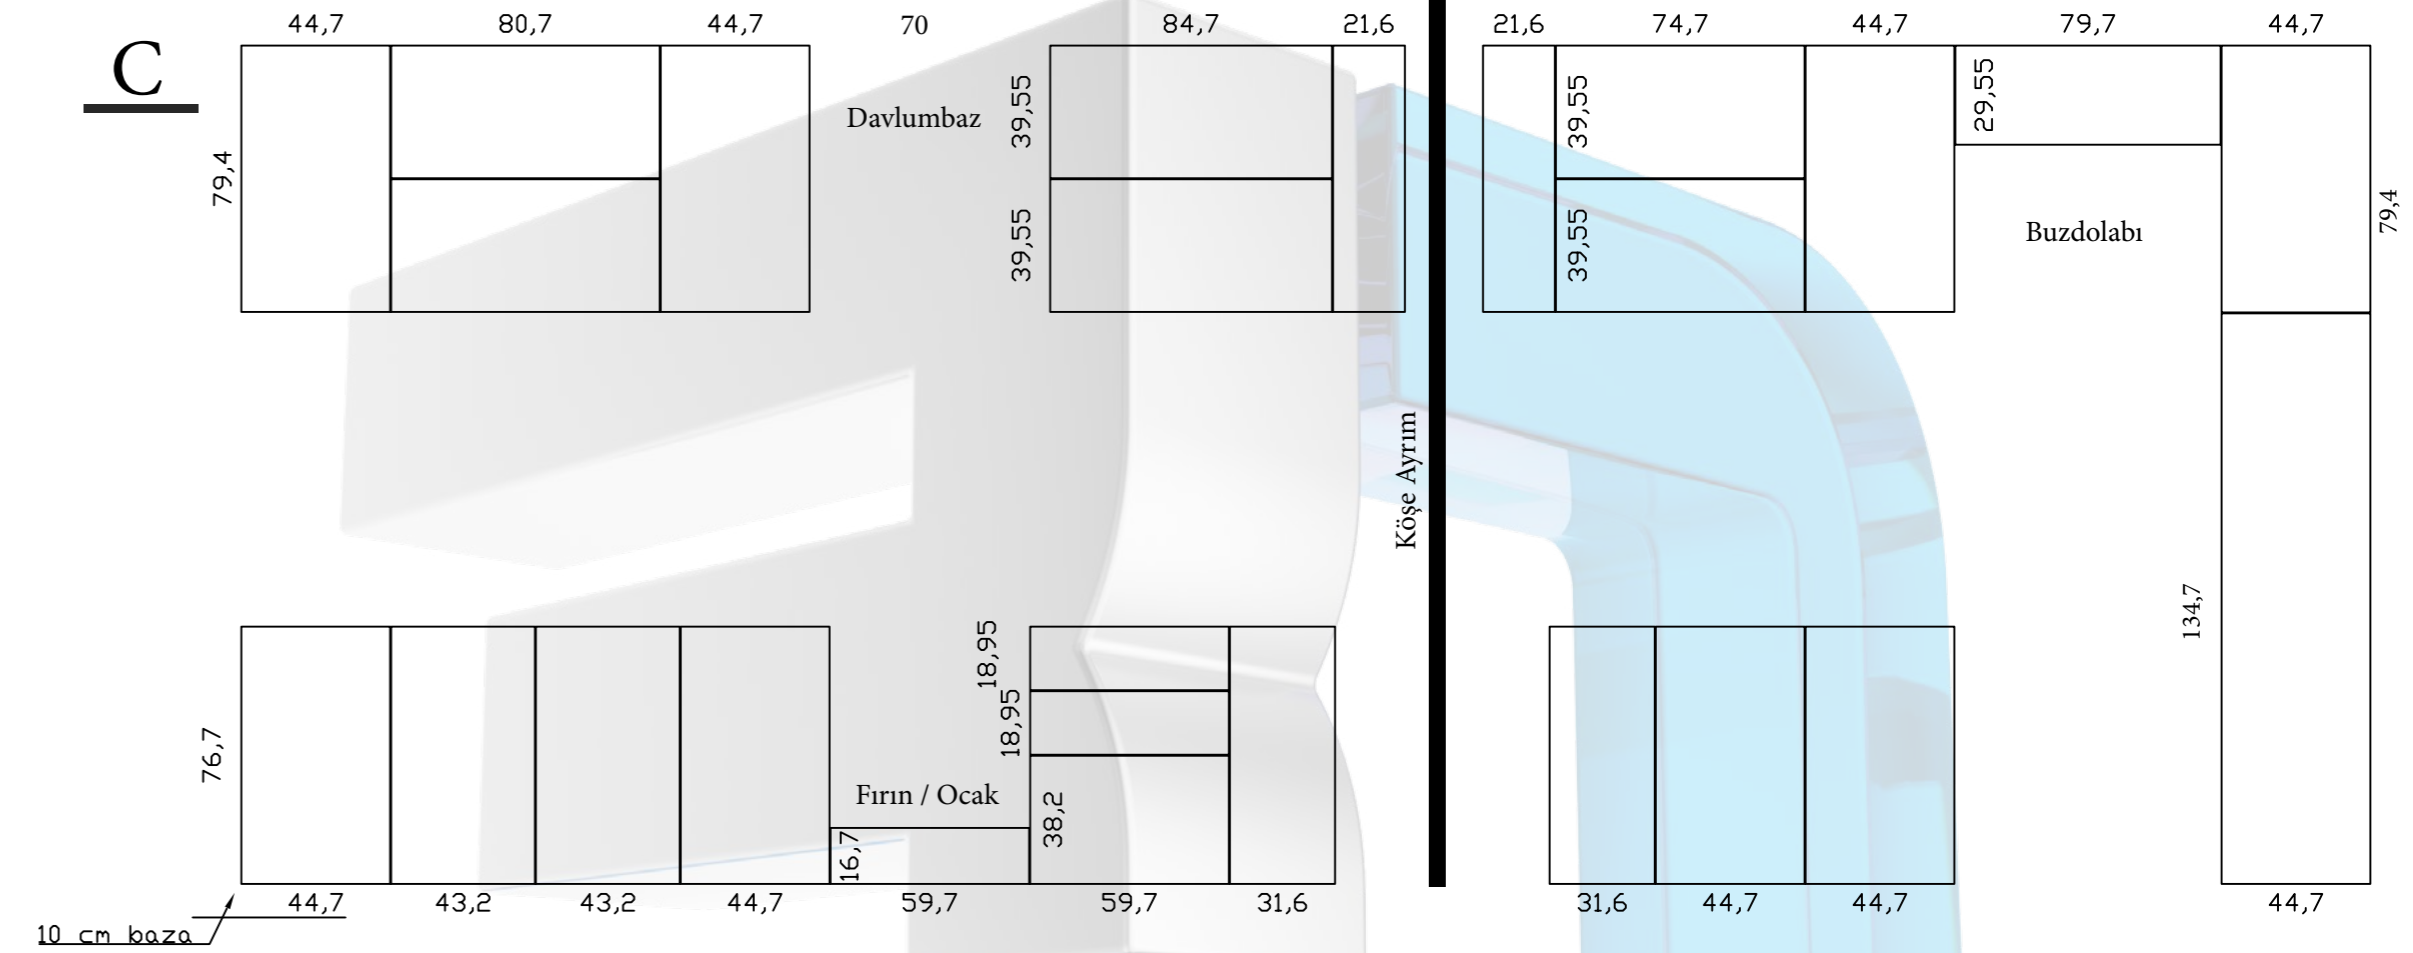 44,7 80,7 44,7 70 84,7 21,6 21,6 74,7 44,7 79,7 44,7
C
79,4
Davlumbaz
39,55
39,55
39,55
39,55
29,55
Buzdolabı
79,4
Köşe Ayrım
134,7
76,7
18,95
18,95
38,2
Fırın / Ocak
16,7
44,7 43,2 43,2 44,7 59,7 59,7 31,6 31,6 44,7 44,7 44,7
10 cm baza